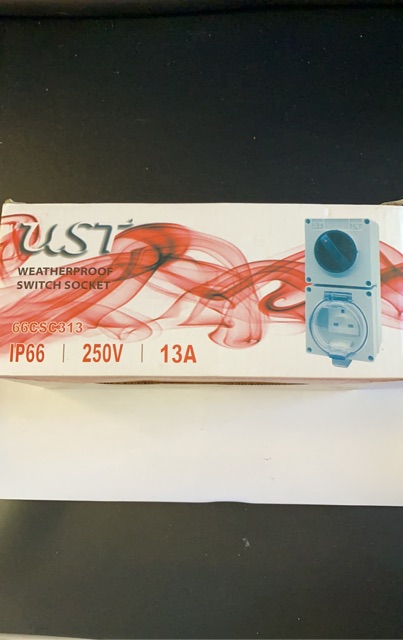 UST
WEATHERPROOF
SWITCH SOCKET
66CSC313
IP66 | 250V | 13A